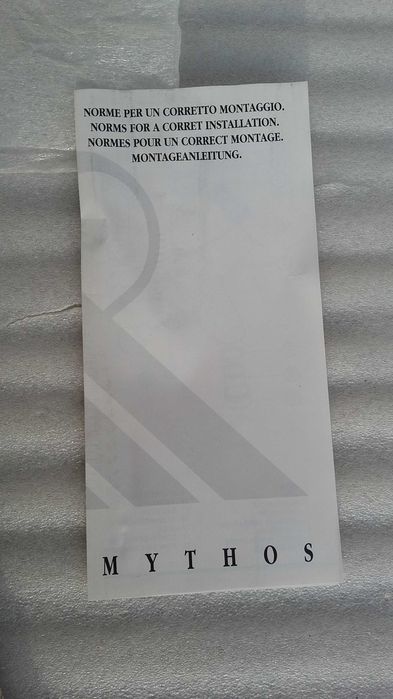 NORME PER UN CORRETTO MONTAGGIO.
NORMS FOR A CORRET INSTALLATION.
NORMES POUR UN CORRECT MONTAGE.
MONTAGEANLEITUNG.
MYTHOS